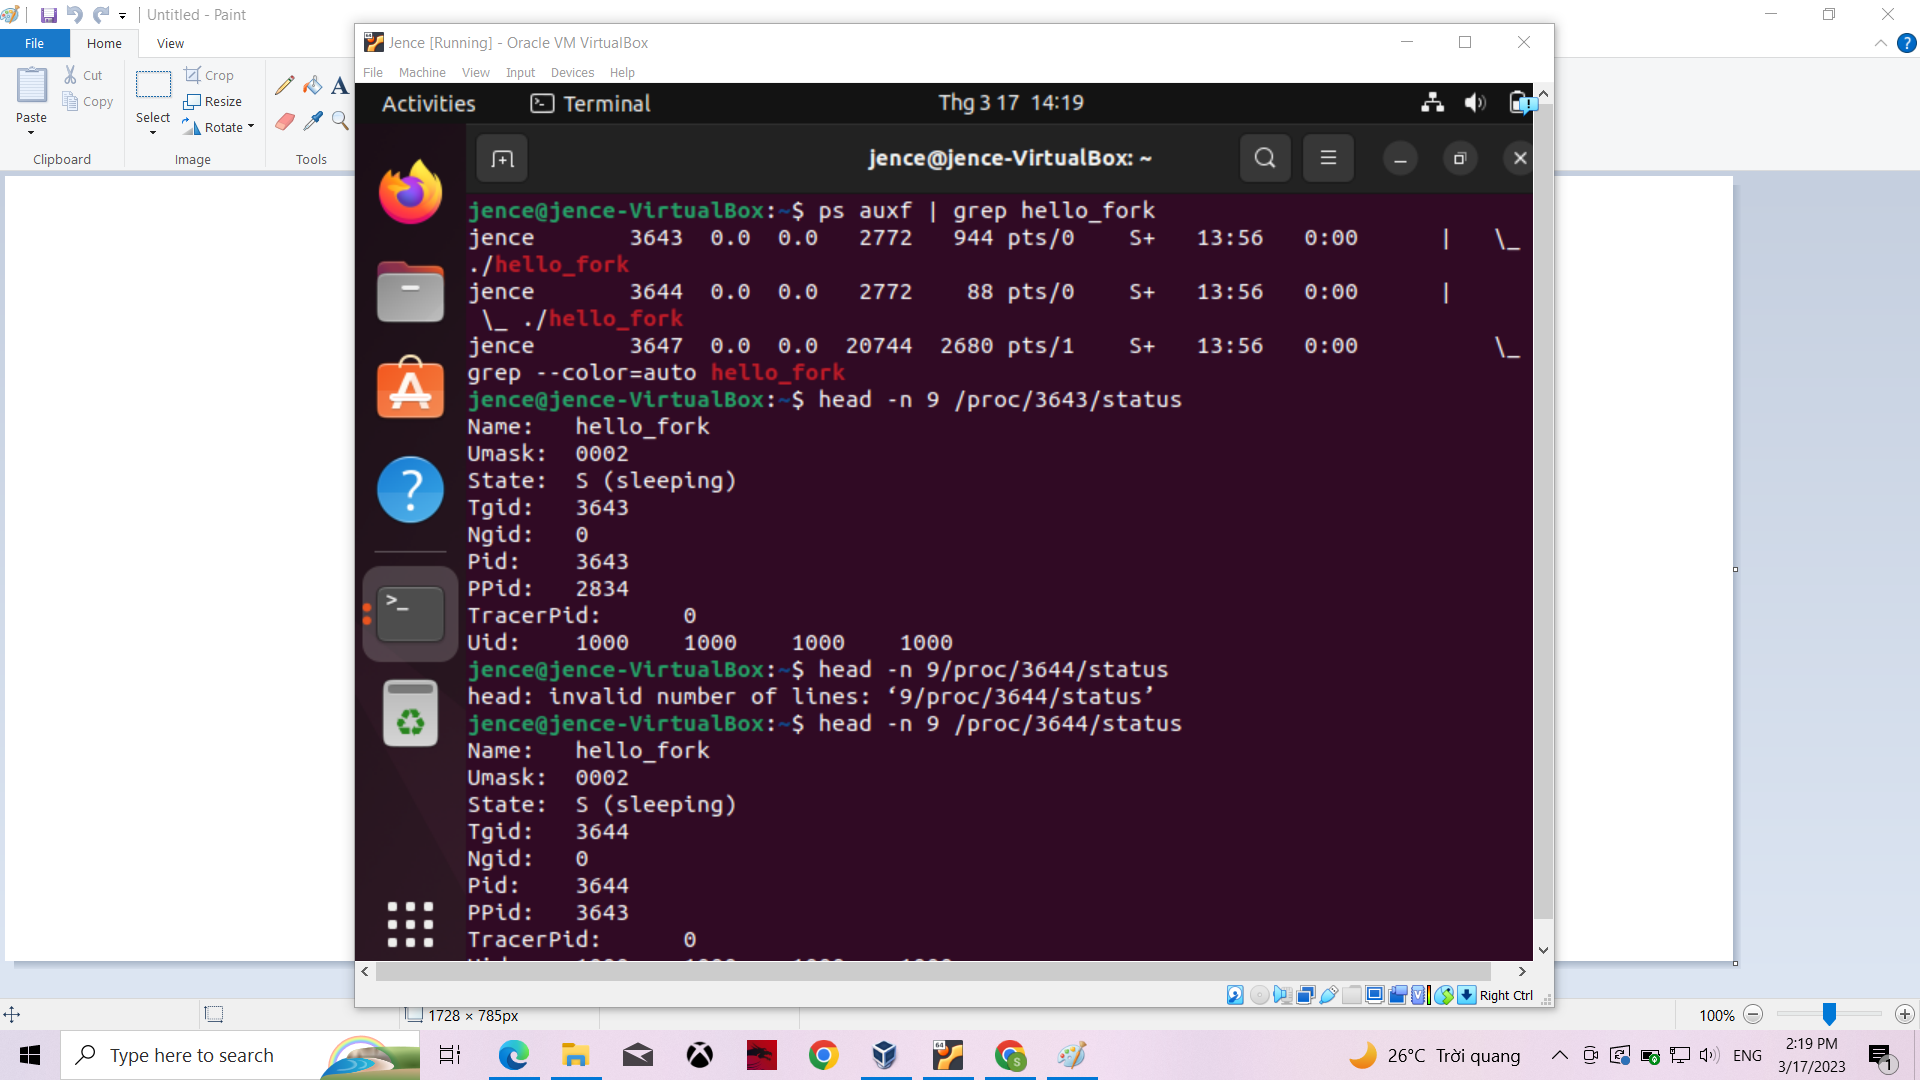 Untitled - Paint
File Home View
Paste
Cut
Copy
Clipboard
Select
Crop
Resize
Rotate
Image
Tools
Jence [Running] - Oracle VM VirtualBox
File Machine View Input Devices Help
Activities Terminal Thg 3 17 14:19
jence@jence-VirtualBox: ~
jence@jence-VirtualBox:~$ ps auxf | grep hello_fork
jence 3643 0.0 0.0 2772 944 pts/0 S+ 13:56 0:00 | \_
./hello_fork
jence 3644 0.0 0.0 2772 88 pts/0 S+ 13:56 0:00 |
\_ ./hello_fork
jence 3647 0.0 0.0 20744 2680 pts/1 S+ 13:56 0:00 \_
grep --color=auto hello_fork
jence@jence-VirtualBox:~$ head -n 9 /proc/3643/status
Name: hello_fork
Umask: 0002
State: S (sleeping)
Tgid: 3643
Ngid: 0
Pid: 3643
PPid: 2834
TracerPid: 0
Uid: 1000 1000 1000 1000
jence@jence-VirtualBox:~$ head -n 9/proc/3644/status
head: invalid number of lines: ‘9/proc/3644/status’
jence@jence-VirtualBox:~$ head -n 9 /proc/3644/status
Name: hello_fork
Umask: 0002
State: S (sleeping)
Tgid: 3644
Ngid: 0
Pid: 3644
PPid: 3643
TracerPid: 0
Right Ctrl
1728 × 785px
100%
Type here to search
26°C Trời quang
ENG
2:19 PM
3/17/2023
1